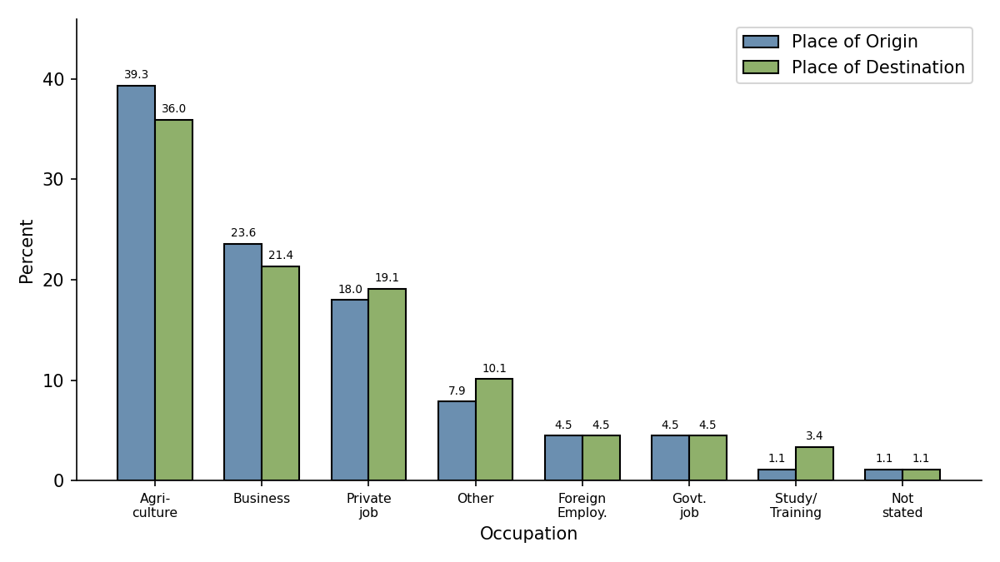 Place of Origin
Place of Destination
Percent
40
30
20
10
0
39.3
36.0
23.6
21.4
18.0
19.1
7.9
10.1
4.5
4.5
4.5
4.5
1.1
3.4
1.1
1.1
Agri-
culture
Business
Private
job
Other
Foreign
Employ.
Govt.
job
Study/
Training
Not
stated
Occupation